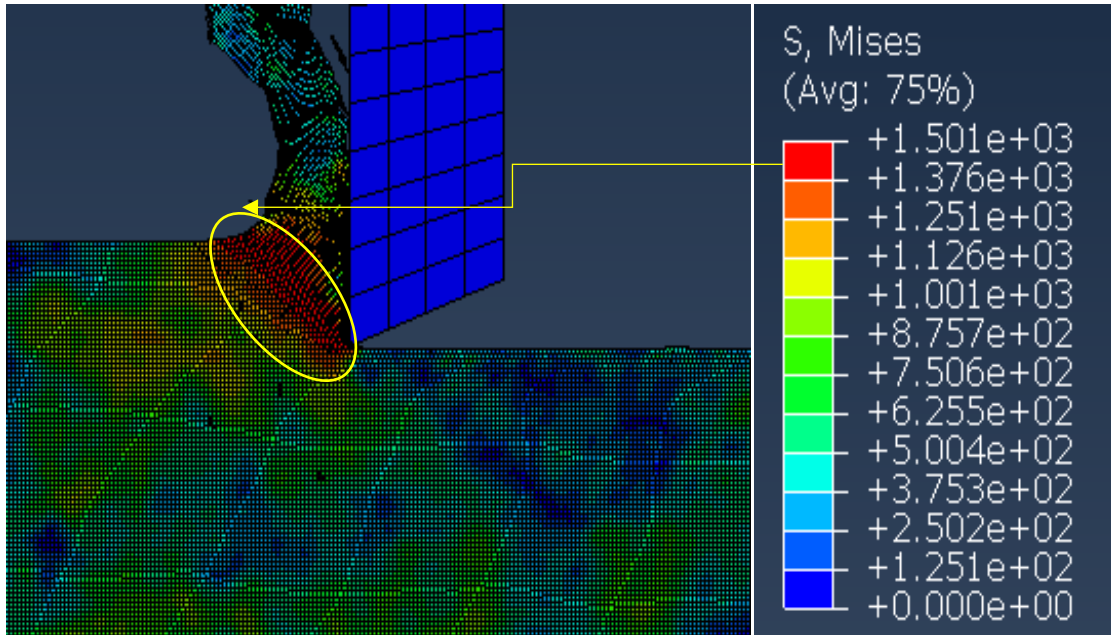 S, Mises
(Avg: 75%)
+1.501e+03
+1.376e+03
+1.251e+03
+1.126e+03
+1.001e+03
+8.757e+02
+7.506e+02
+6.255e+02
+5.004e+02
+3.753e+02
+2.502e+02
+1.251e+02
+0.000e+00